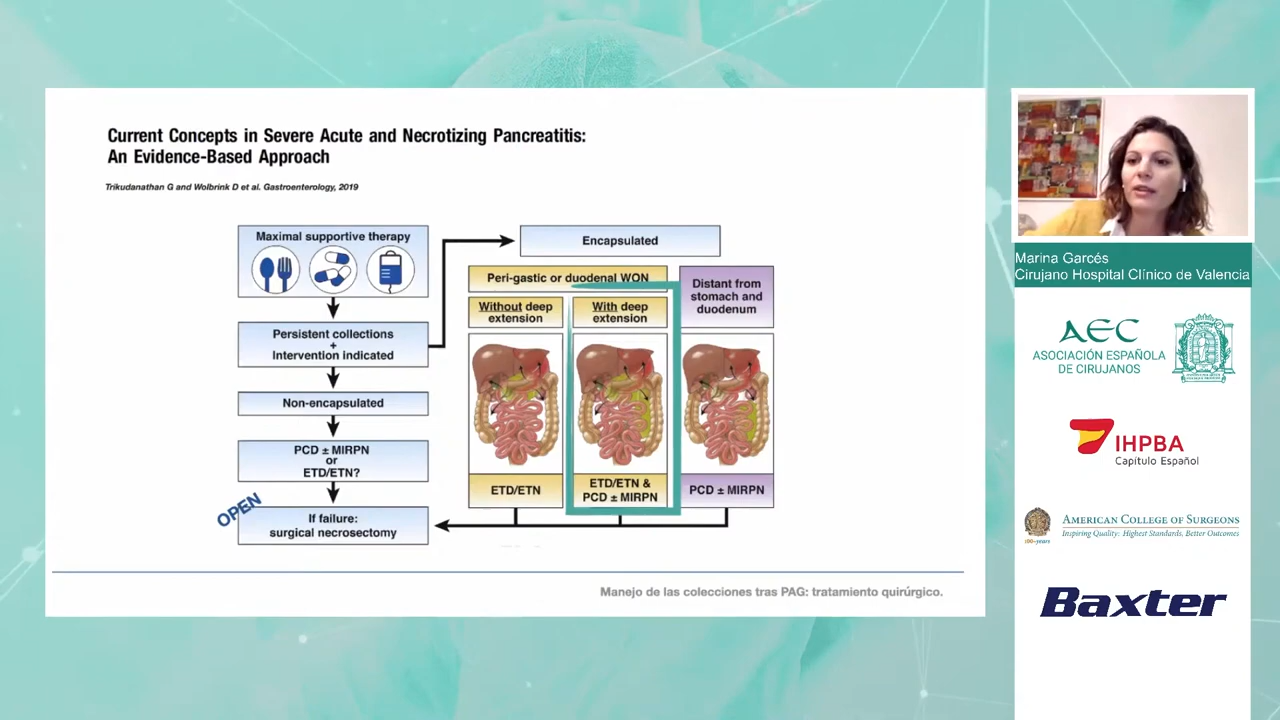 Current Concepts in Severe Acute and Necrotizing Pancreatitis:
An Evidence-Based Approach
Trikudanathan G and Wolbrink D et al. Gastroenterology, 2019
Maximal supportive therapy
Persistent collections
+
Intervention indicated
Non-encapsulated
PCD ± MIRPN
or
ETD/ETN?
OPEN
If failure:
surgical necrosectomy
Encapsulated
Peri-gastic or duodenal WON
Without deep
extension
With deep
extension
Distant from
stomach and
duodenum
ETD/ETN
ETD/ETN &
PCD ± MIRPN
PCD ± MIRPN
Manejo de las colecciones tras PAG: tratamiento quirúrgico.
Marina Garcés
Cirujano Hospital Clínico de Valencia
AEC
ASOCIACIÓN ESPAÑOLA
DE CIRUJANOS
IHPBA
Capítulo Español
AMERICAN COLLEGE OF SURGEONS
Inspiring Quality: Highest Standards, Better Outcomes
100+years
Baxter